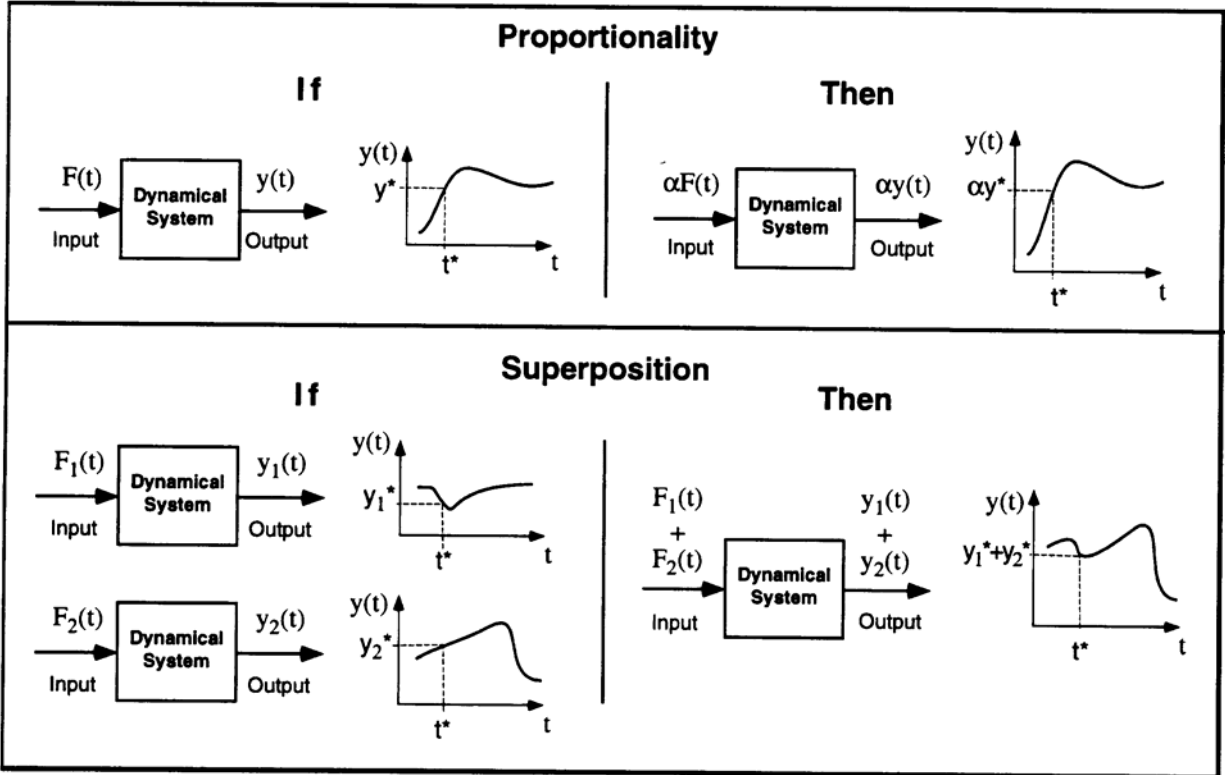 Proportionality
If
F(t)
Input
Dynamical
System
y(t)
Output
y(t)
y*
t*
t
Then
αF(t)
Input
Dynamical
System
αy(t)
Output
y(t)
αy*
t*
t
Superposition
If
F₁(t)
Input
Dynamical
System
y₁(t)
Output
y(t)
y₁*
t*
t
F₂(t)
Input
Dynamical
System
y₂(t)
Output
y(t)
y₂*
t*
t
Then
F₁(t)
+
F₂(t)
Input
Dynamical
System
y₁(t)
+
y₂(t)
Output
y(t)
y₁*+y₂*
t*
t